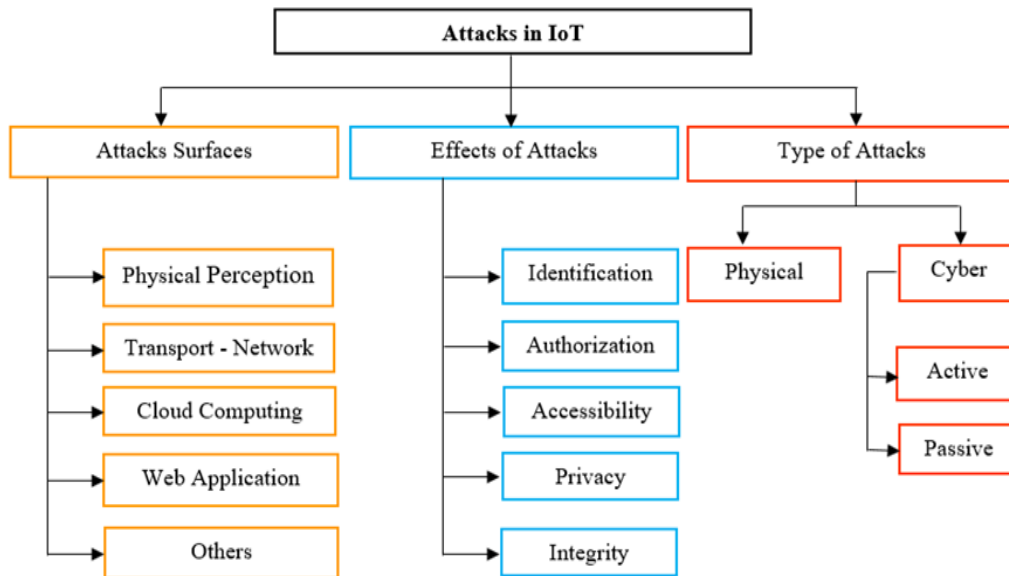 Attacks in IoT
Attacks Surfaces
Effects of Attacks
Type of Attacks
Physical Perception
Transport - Network
Cloud Computing
Web Application
Others
Identification
Authorization
Accessibility
Privacy
Integrity
Physical
Cyber
Active
Passive